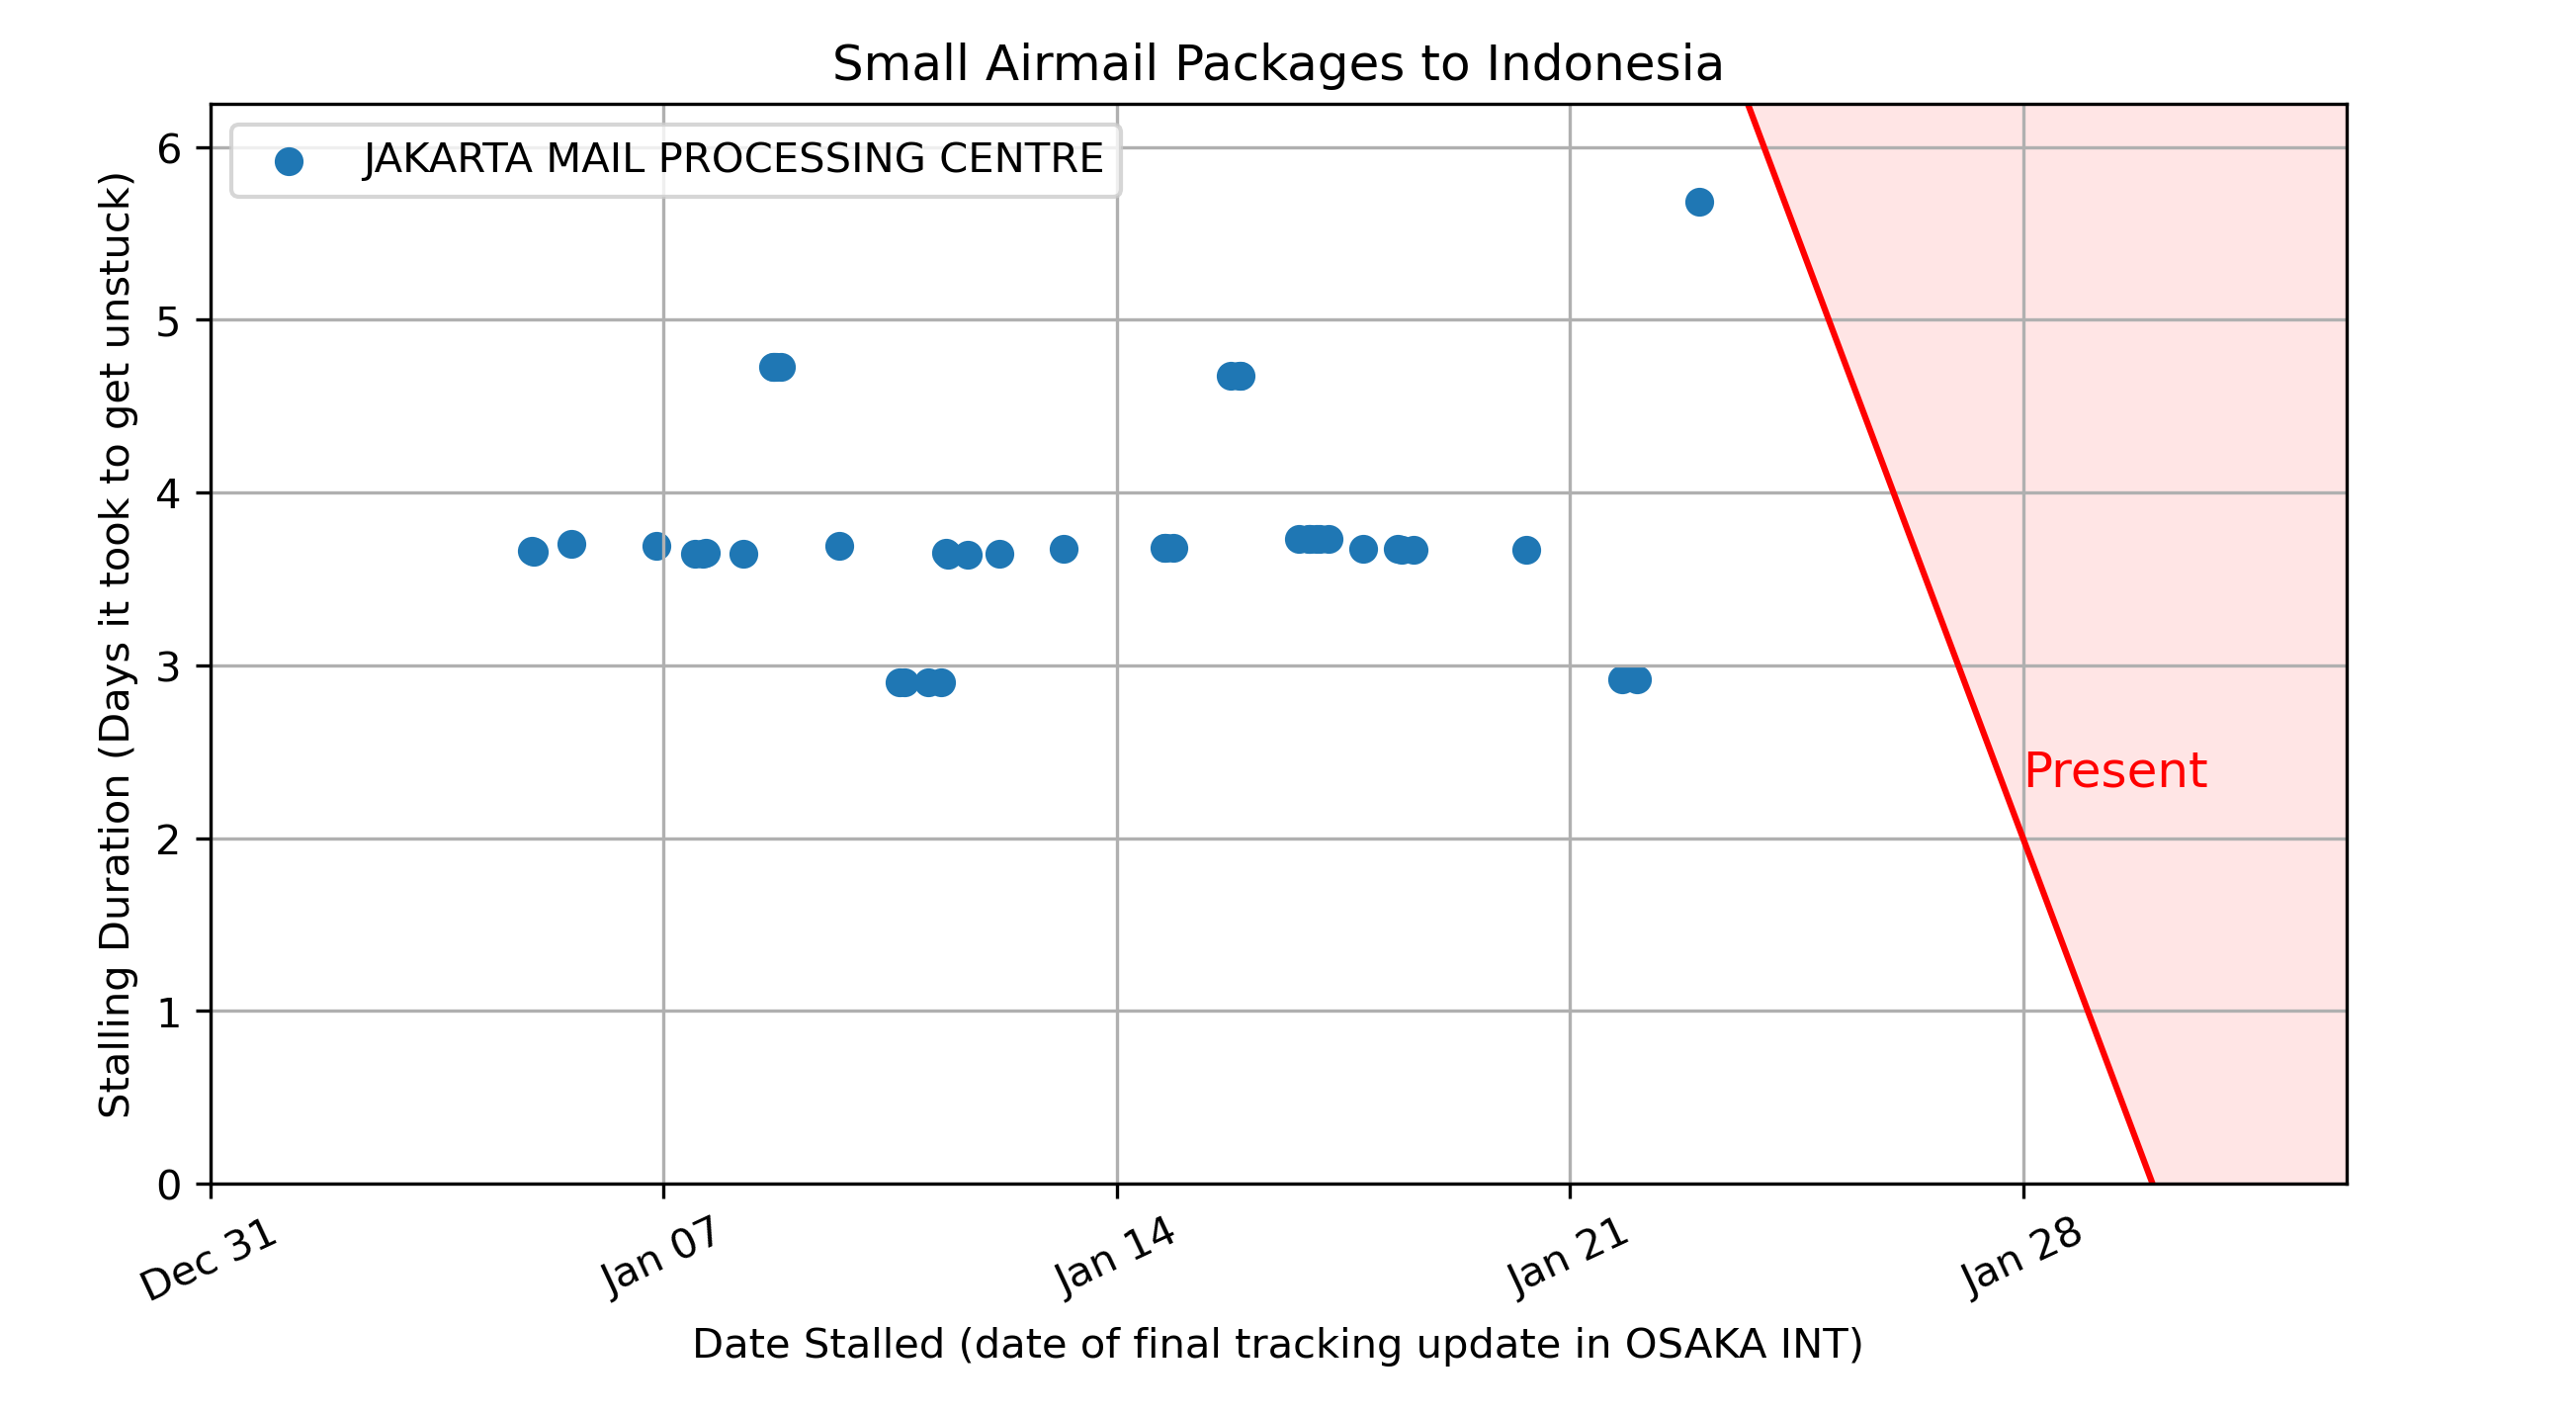 Small Airmail Packages to Indonesia
JAKARTA MAIL PROCESSING CENTRE
Stalling Duration (Days it took to get unstuck)
6
5
4
3
2
1
0
Present
Dec 31
Jan 07
Jan 14
Jan 21
Jan 28
Date Stalled (date of final tracking update in OSAKA INT)